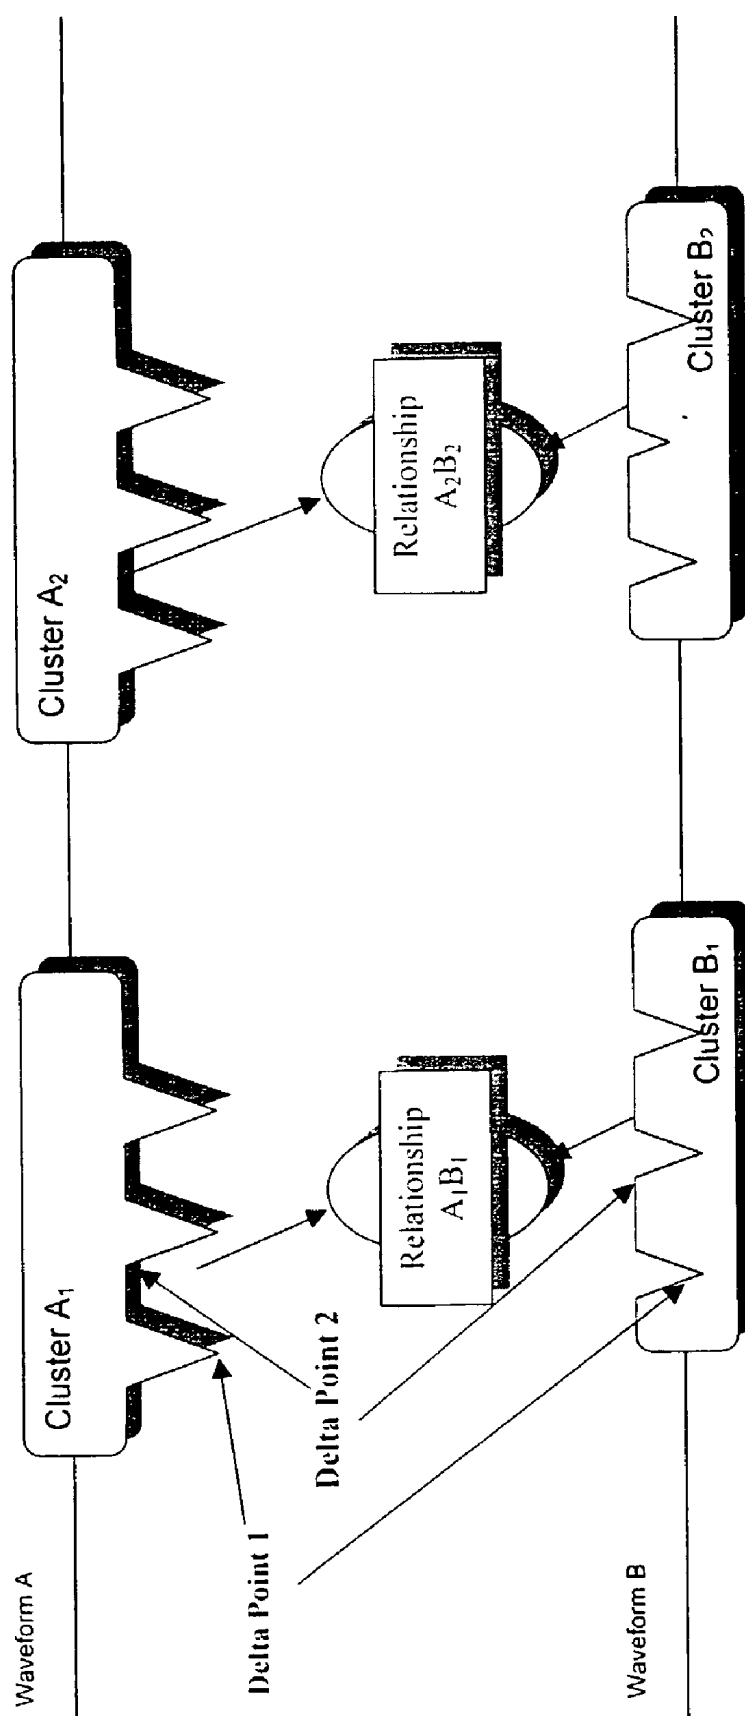 Waveform A
Cluster A₁
Cluster A₂
Delta Point 1
Delta Point 2
Relationship
A₁B₁
Relationship
A₂B₂
Waveform B
Cluster B₁
Cluster B₂